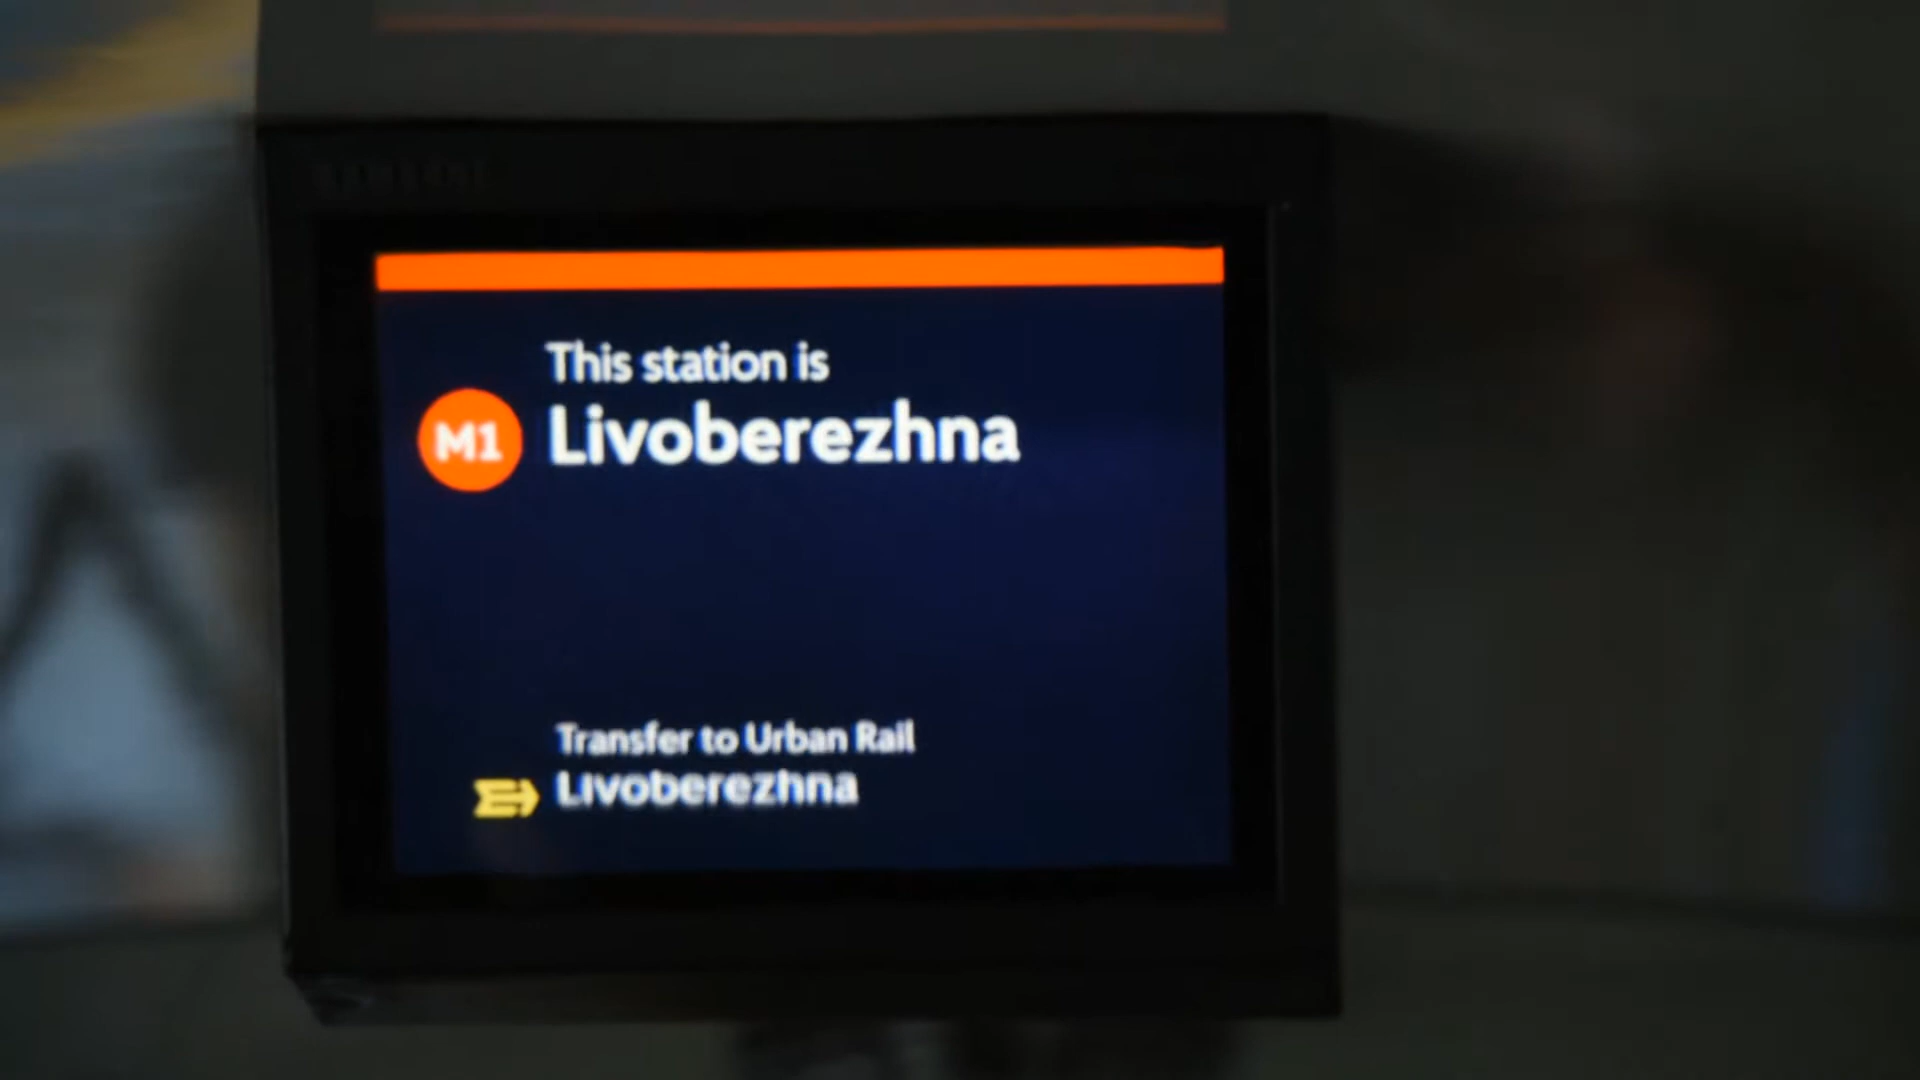 This station is
M1 Livoberezhna
Transfer to Urban Rail
Livoberezhna